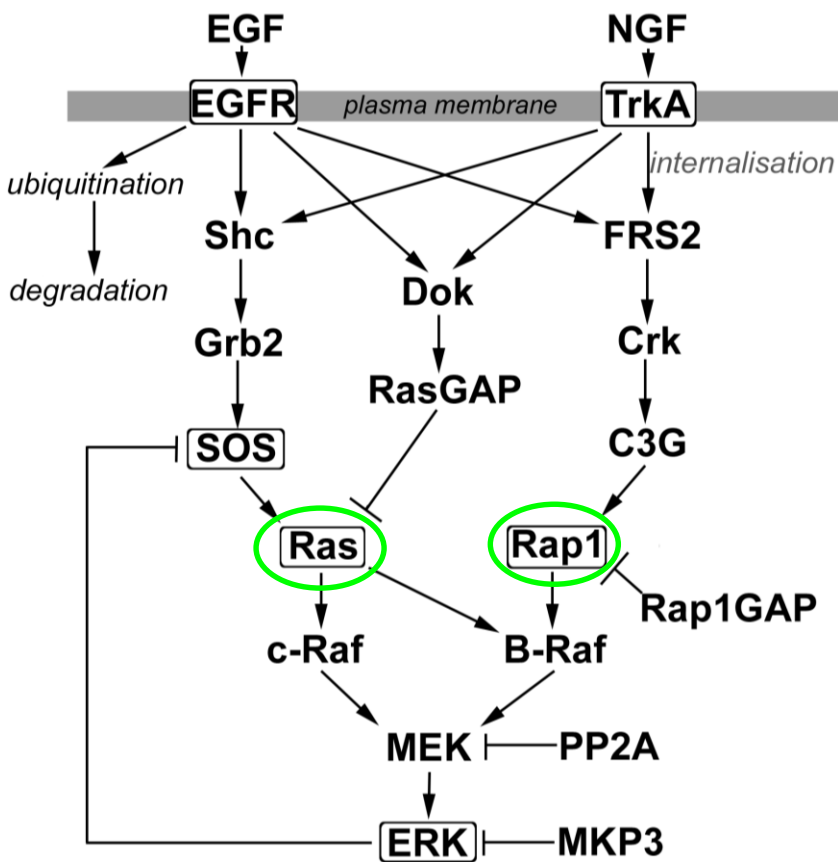 EGF
NGF
EGFR
plasma membrane
TrkA
internalisation
ubiquitination
Shc
FRS2
degradation
Dok
Grb2
Crk
RasGAP
SOS
C3G
Ras
Rap1
Rap1GAP
c-Raf
B-Raf
MEK
PP2A
ERK
MKP3